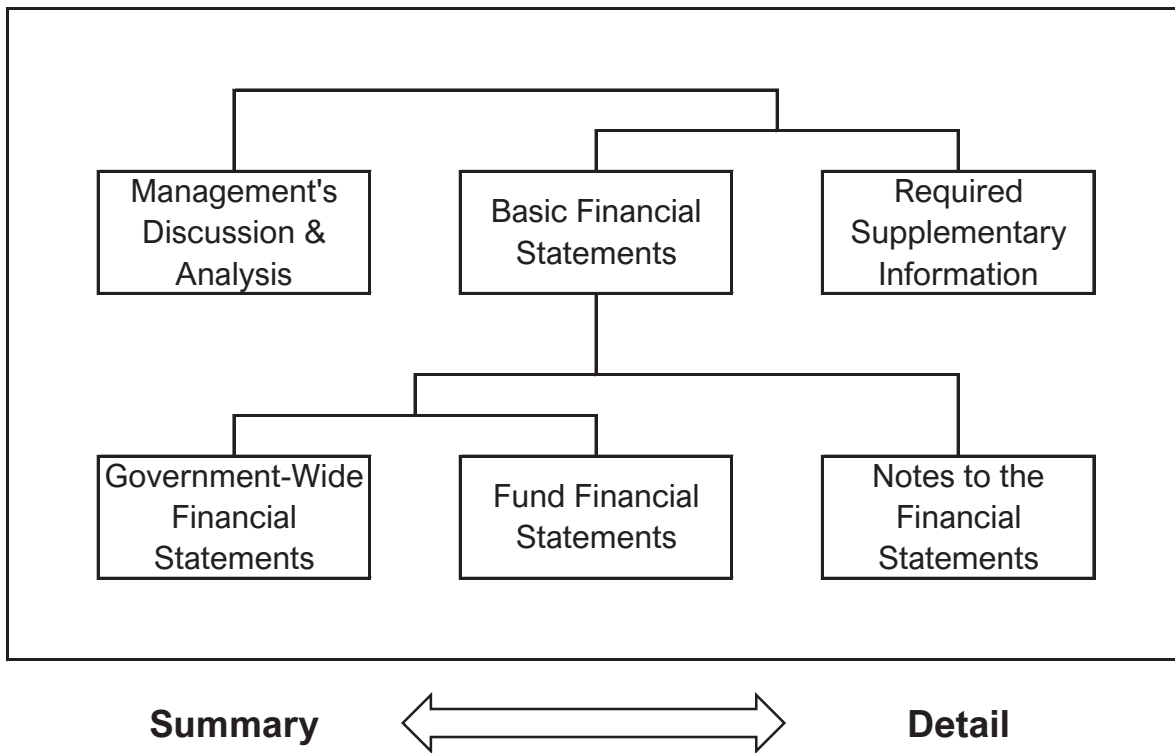 Management's
Discussion &
Analysis
Basic Financial
Statements
Required
Supplementary
Information
Government-Wide
Financial
Statements
Fund Financial
Statements
Notes to the
Financial
Statements
Summary
Detail